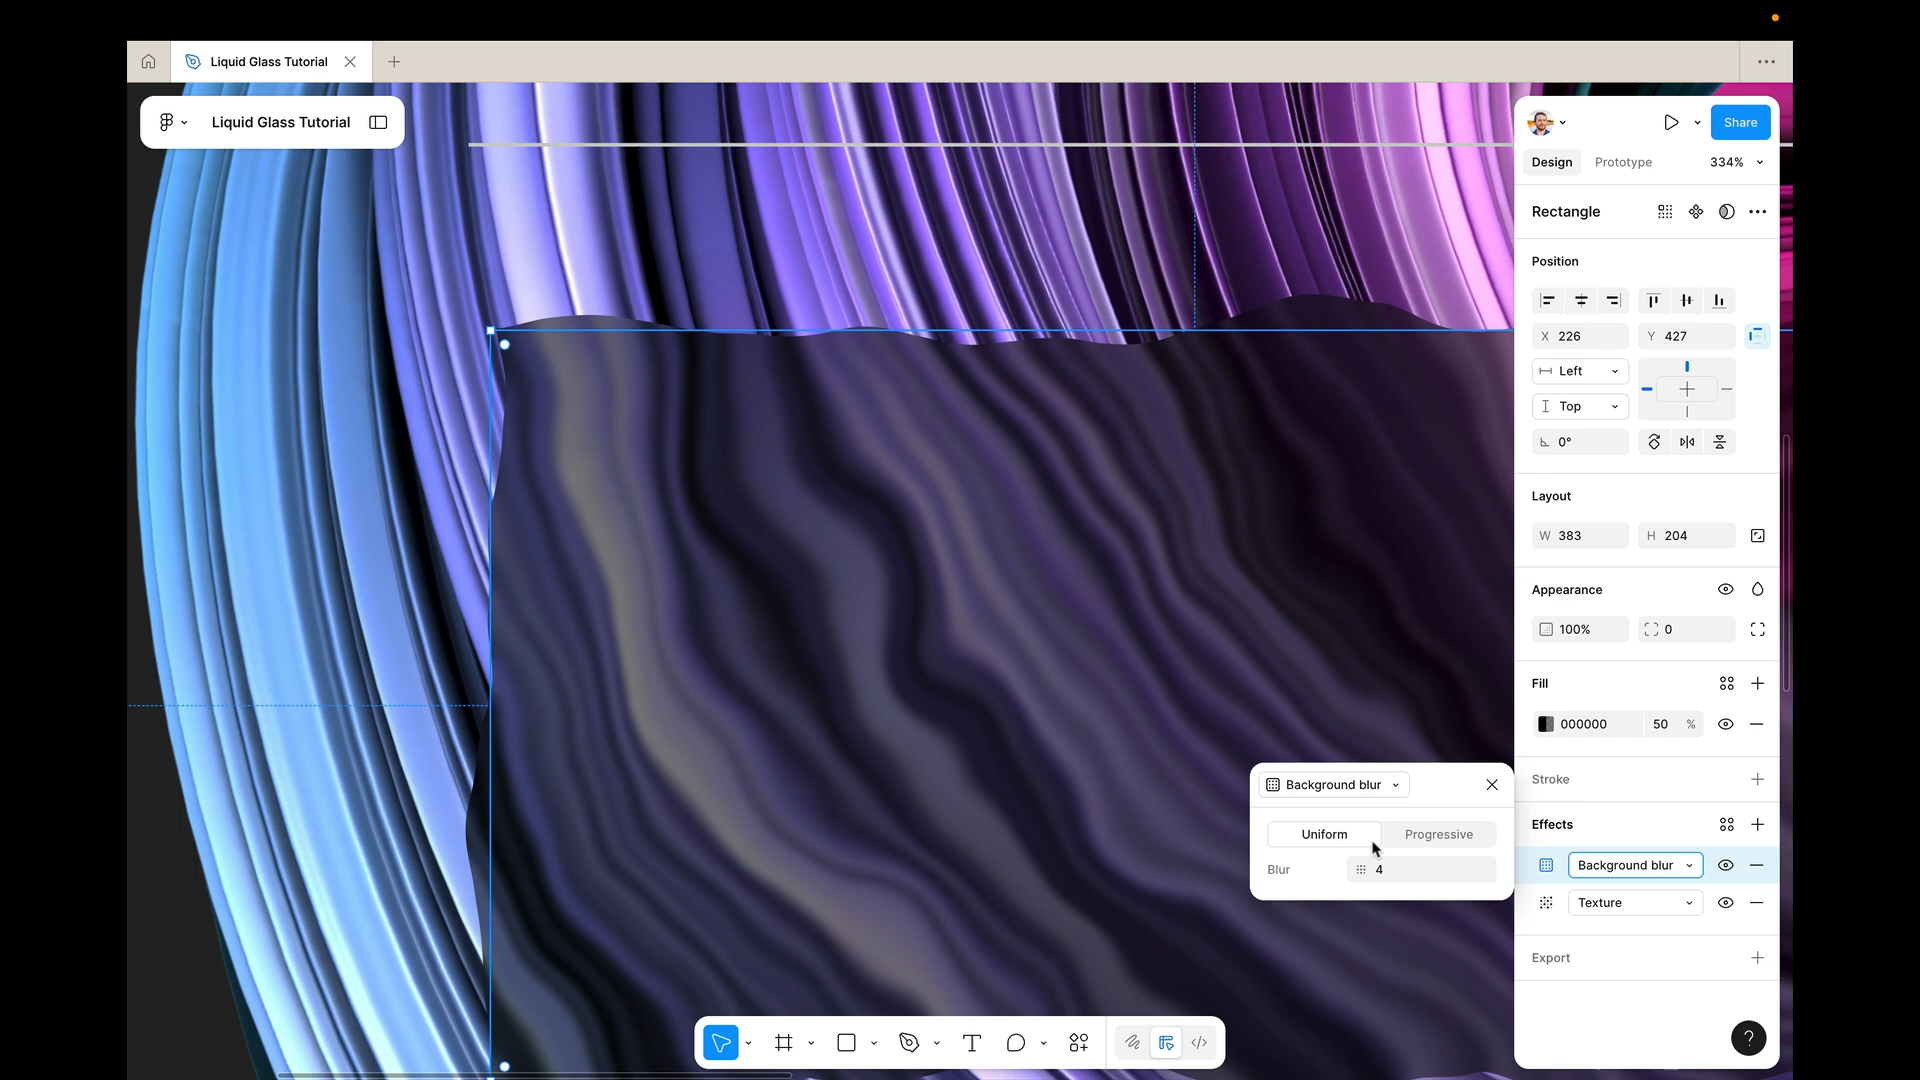 Liquid Glass Tutorial
Liquid Glass Tutorial
Share
Design Prototype 334%
Rectangle
Position
X 226 Y 427
Left
Top
0°
Layout
W 383 H 204
Appearance
100% 0
Fill
000000 50 %
Stroke
Effects
Background blur
Texture
Export
Background blur
Uniform Progressive
Blur 4
?